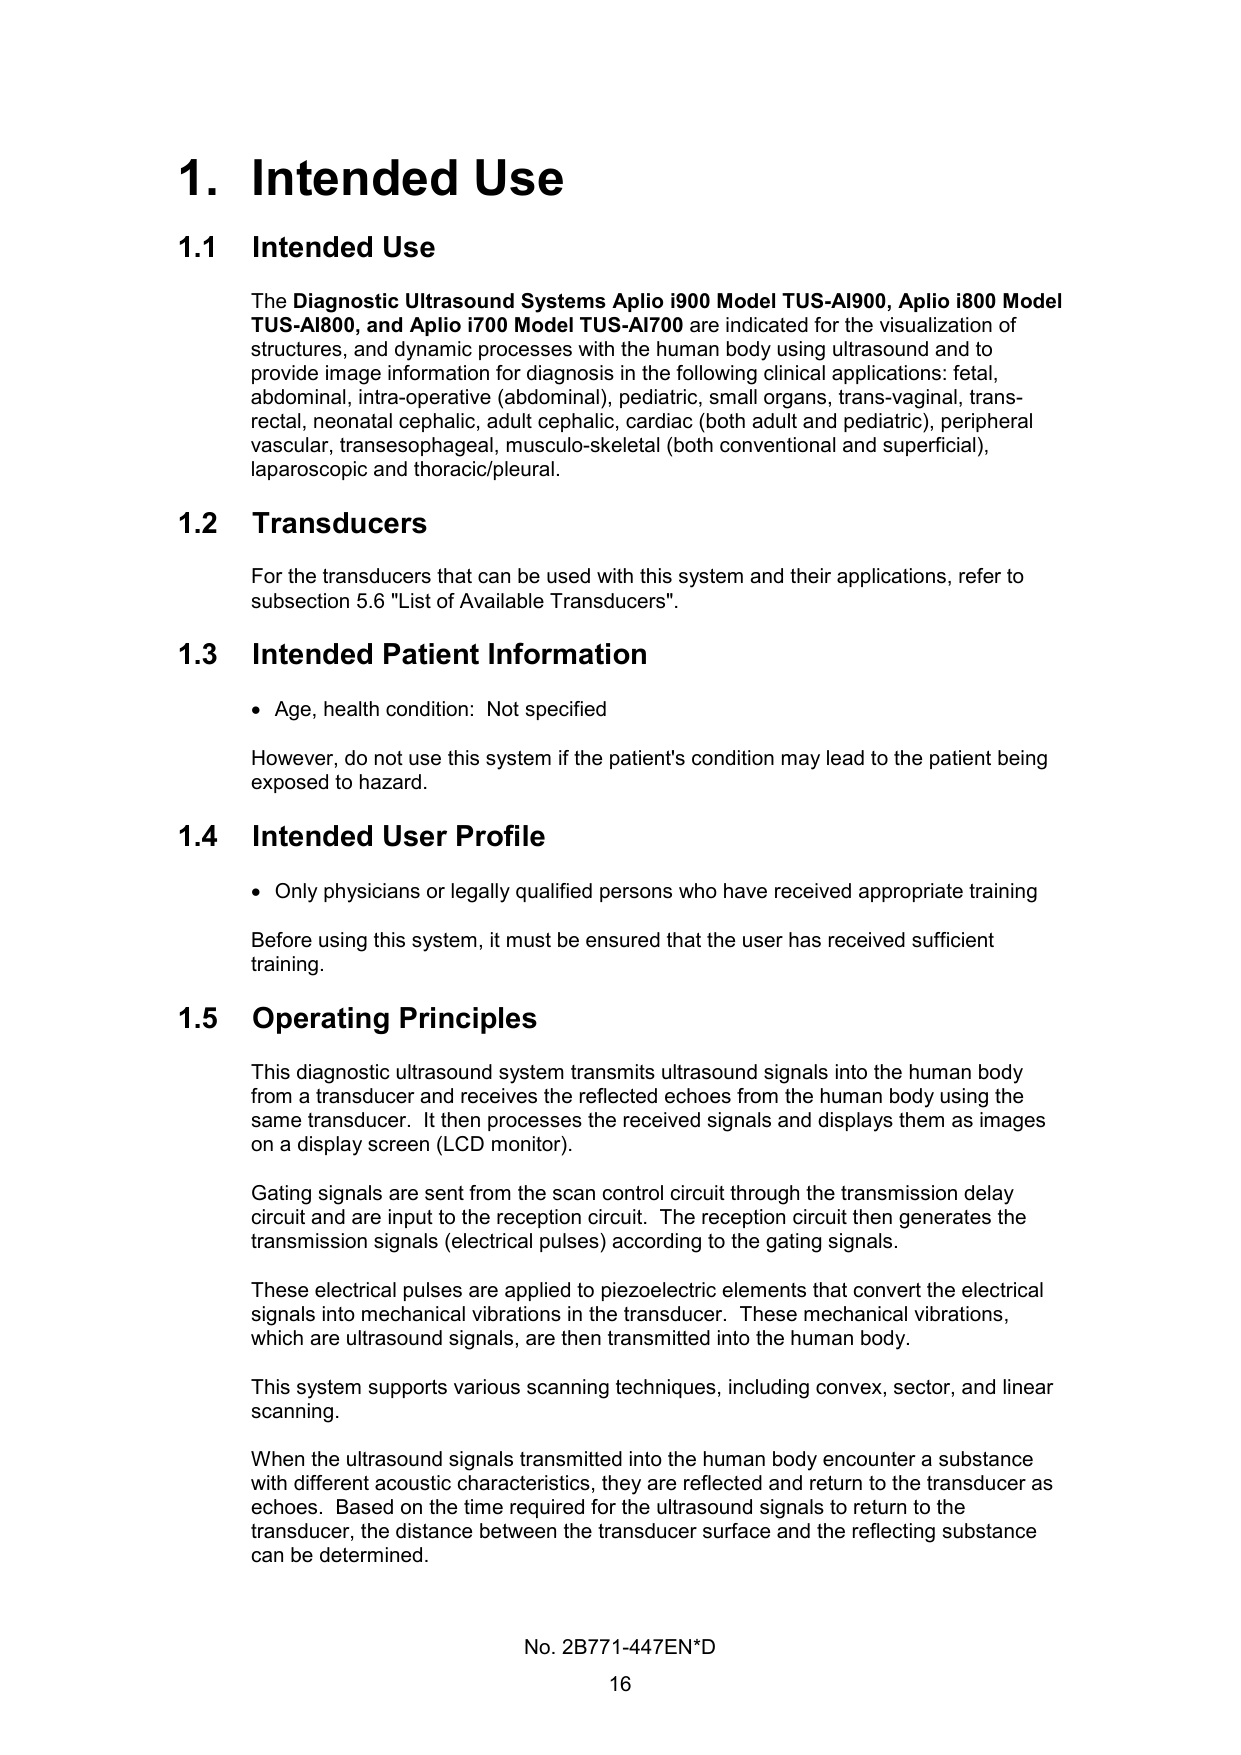 1. Intended Use
1.1 Intended Use
The Diagnostic Ultrasound Systems Aplio i900 Model TUS-AI900, Aplio i800 Model
TUS-AI800, and Aplio i700 Model TUS-AI700 are indicated for the visualization of
structures, and dynamic processes with the human body using ultrasound and to
provide image information for diagnosis in the following clinical applications: fetal,
abdominal, intra-operative (abdominal), pediatric, small organs, trans-vaginal, trans-
rectal, neonatal cephalic, adult cephalic, cardiac (both adult and pediatric), peripheral
vascular, transesophageal, musculo-skeletal (both conventional and superficial),
laparoscopic and thoracic/pleural.
1.2 Transducers
For the transducers that can be used with this system and their applications, refer to
subsection 5.6 "List of Available Transducers".
1.3 Intended Patient Information
• Age, health condition: Not specified
However, do not use this system if the patient's condition may lead to the patient being
exposed to hazard.
1.4 Intended User Profile
• Only physicians or legally qualified persons who have received appropriate training
Before using this system, it must be ensured that the user has received sufficient
training.
1.5 Operating Principles
This diagnostic ultrasound system transmits ultrasound signals into the human body
from a transducer and receives the reflected echoes from the human body using the
same transducer. It then processes the received signals and displays them as images
on a display screen (LCD monitor).
Gating signals are sent from the scan control circuit through the transmission delay
circuit and are input to the reception circuit. The reception circuit then generates the
transmission signals (electrical pulses) according to the gating signals.
These electrical pulses are applied to piezoelectric elements that convert the electrical
signals into mechanical vibrations in the transducer. These mechanical vibrations,
which are ultrasound signals, are then transmitted into the human body.
This system supports various scanning techniques, including convex, sector, and linear
scanning.
When the ultrasound signals transmitted into the human body encounter a substance
with different acoustic characteristics, they are reflected and return to the transducer as
echoes. Based on the time required for the ultrasound signals to return to the
transducer, the distance between the transducer surface and the reflecting substance
can be determined.
No. 2B771-447EN*D
16